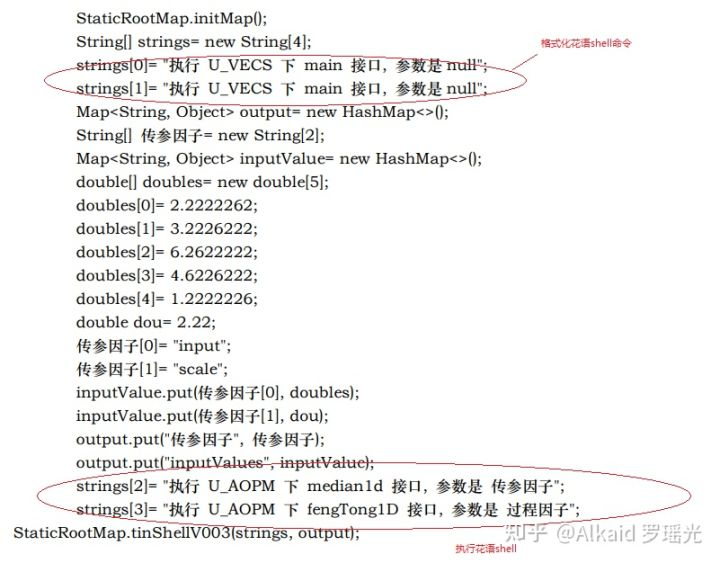 StaticRootMap.initMap();
String[] strings= new String[4];
格式化花语shell命令
strings[0]= "执行 U_VECS 下 main 接口, 参数是 null";
strings[1]= "执行 U_VECS 下 main 接口, 参数是 null";
Map<String, Object> output= new HashMap<>();
String[] 传参因子= new String[2];
Map<String, Object> inputValue= new HashMap<>();
double[] doubles= new double[5];
doubles[0]= 2.2222262;
doubles[1]= 3.2226222;
doubles[2]= 6.2622222;
doubles[3]= 4.6226222;
doubles[4]= 1.2222226;
double dou= 2.22;
传参因子[0]= "input";
传参因子[1]= "scale";
inputValue.put(传参因子[0], doubles);
inputValue.put(传参因子[1], dou);
output.put("传参因子", 传参因子);
output.put("inputValues", inputValue);
strings[2]= "执行 U_AOPM 下 median1d 接口, 参数是 传参因子";
strings[3]= "执行 U_AOPM 下 fengTong1D 接口, 参数是 过程因子";
StaticRootMap.tinShellV003(strings, output);
知乎 @Alkaid 罗瑶光
执行花语shell